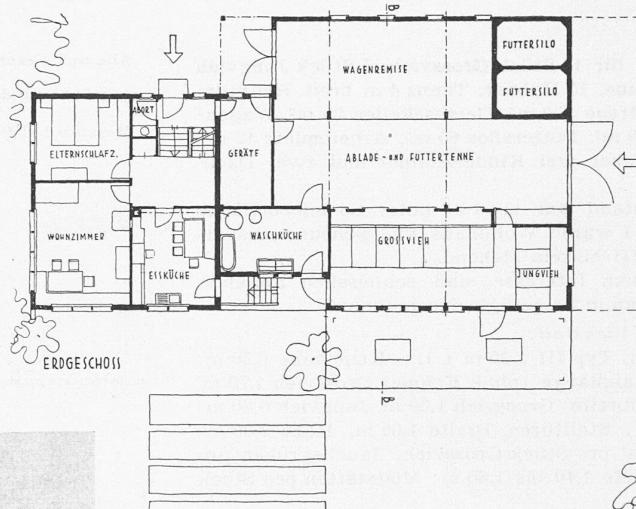 B
FUTTERSILO
WAGENREMISE
FUTTERSILO
ABORT
ELTERNSCHLAFZ.
GERÄTE
ABLADE- UND FUTTERTENNE
WOHNZIMMER
WASCHKÜCHE
GROSSVIEH
ESSKÜCHE
JUNGVIEH
ERDGESCHOSS
B